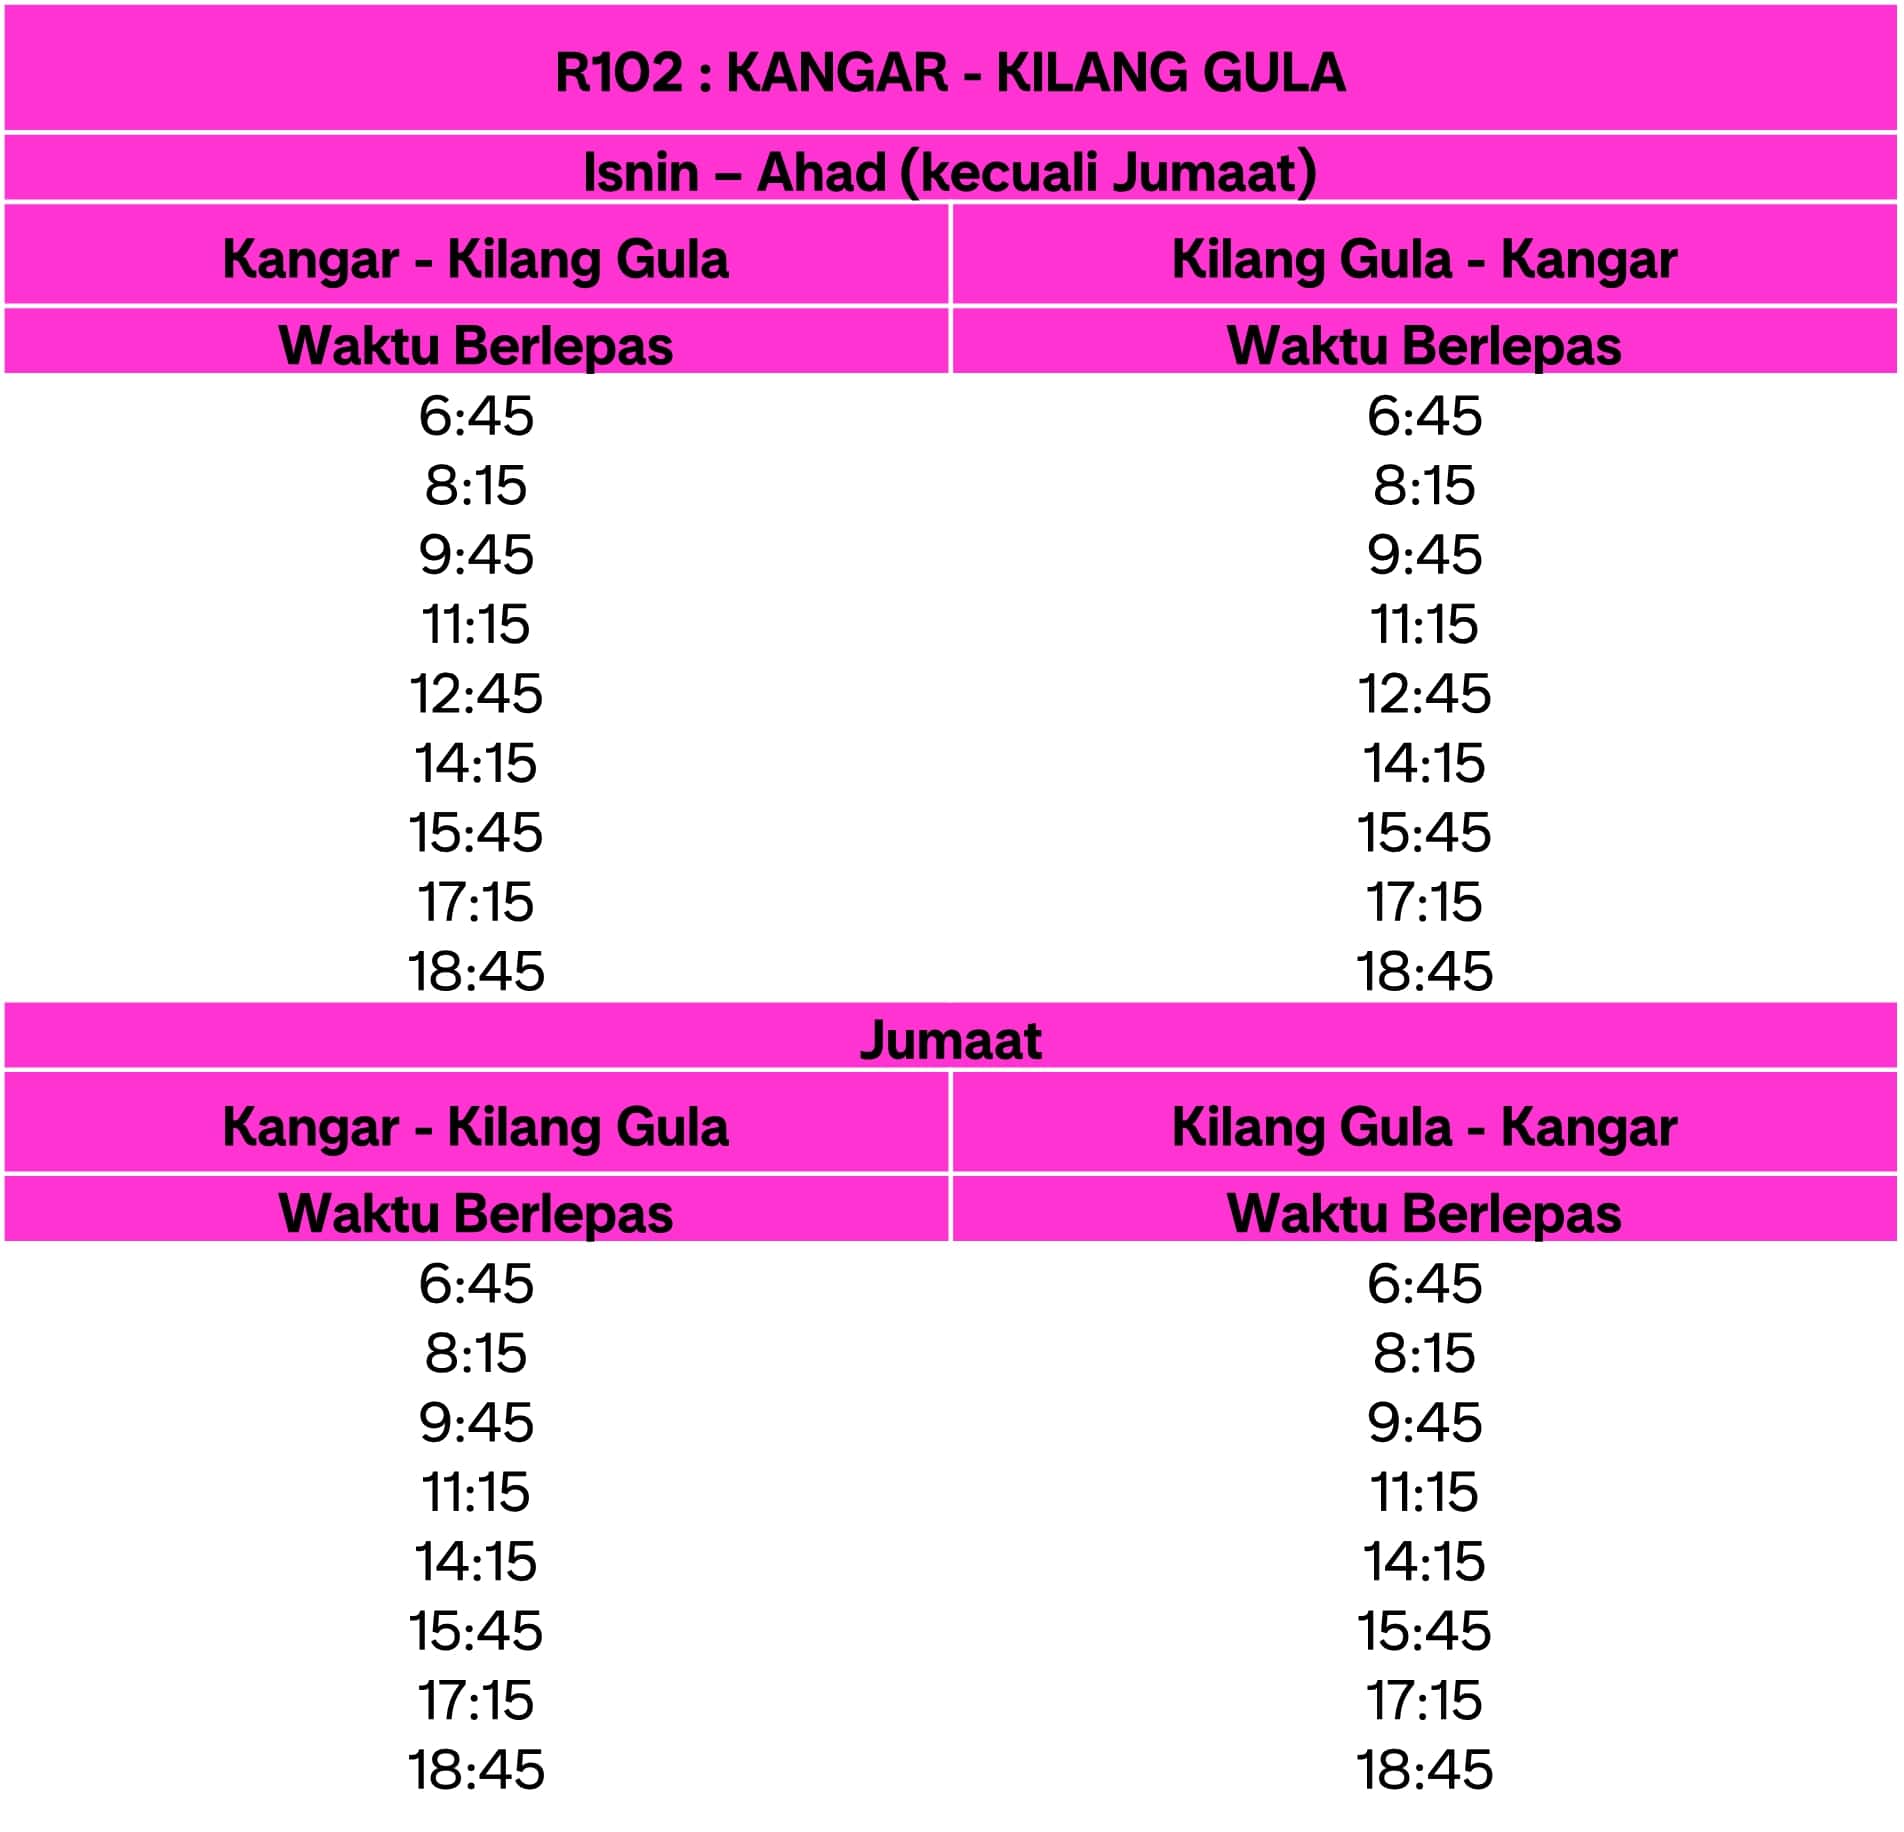 R102 : KANGAR - KILANG GULA
Isnin – Ahad (kecuali Jumaat)
Kangar - Kilang Gula Kilang Gula - Kangar
Waktu Berlepas Waktu Berlepas
6:45 6:45
8:15 8:15
9:45 9:45
11:15 11:15
12:45 12:45
14:15 14:15
15:45 15:45
17:15 17:15
18:45 18:45
Jumaat
Kangar - Kilang Gula Kilang Gula - Kangar
Waktu Berlepas Waktu Berlepas
6:45 6:45
8:15 8:15
9:45 9:45
11:15 11:15
14:15 14:15
15:45 15:45
17:15 17:15
18:45 18:45